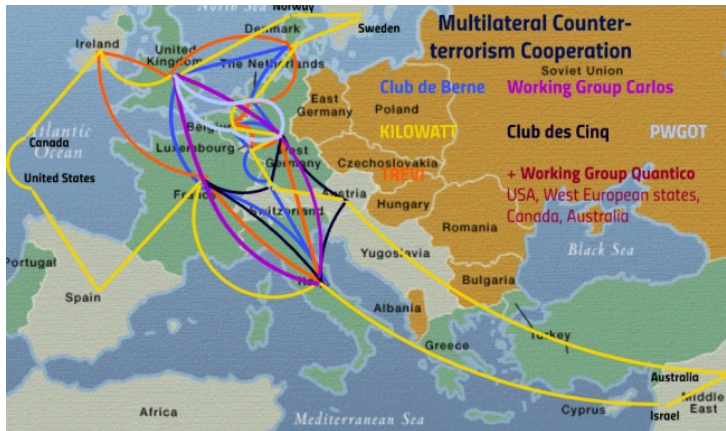 North Sea
Norway
Sweden
Denmark
Ireland
United
Kingdom
The Netherlands
Multilateral Counter-
terrorism Cooperation
Soviet Union
Club de Berne
Working Group Carlos
KILOWATT
Club des Cinq
PWGOT
TREVI
+ Working Group Quantico
USA, West European states,
Canada, Australia
East
Germany
Poland
Atlantic
Ocean
Canada
United States
Luxembourg
West
Germany
Czechoslovakia
France
Switzerland
Austria
Hungary
Romania
Yugoslavia
Black Sea
Portugal
Spain
Bulgaria
Albania
Turkey
Greece
Australia
Middle
East
Israel
Cyprus
Africa
Mediterranean Sea